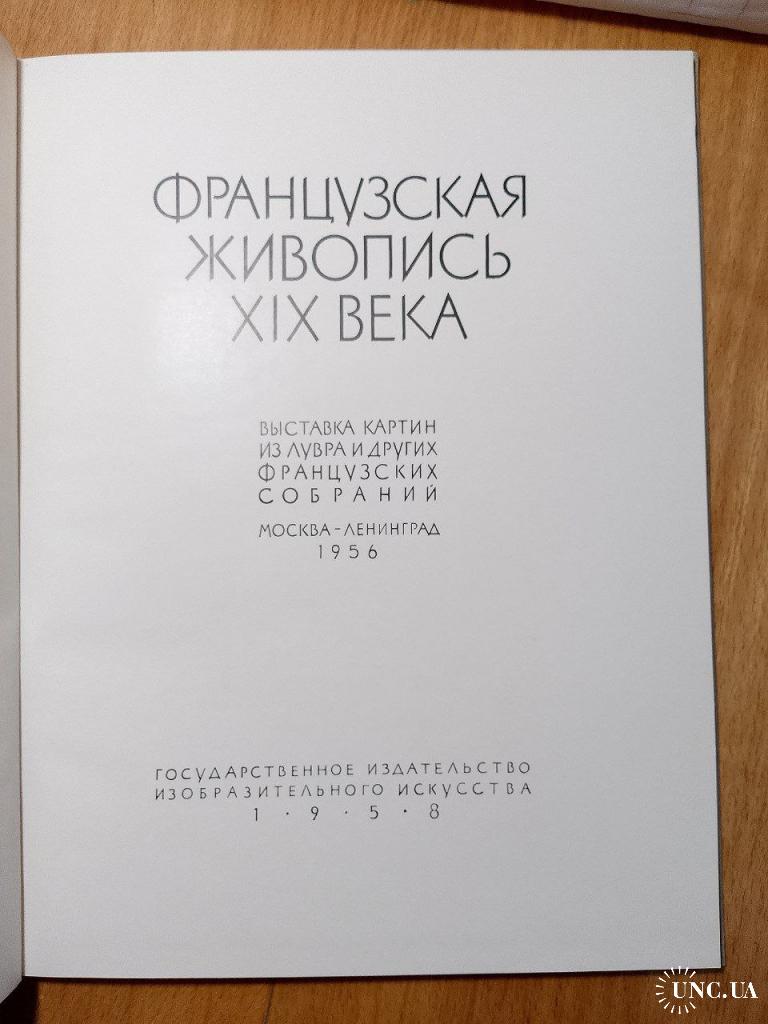 ФРАНЦУЗСКАЯ
ЖИВОПИСЬ
XIX ВЕКА
ВЫСТАВКА КАРТИН
ИЗ ЛУВРА И ДРУГИХ
ФРАНЦУЗСКИХ
СОБРАНИЙ
МОСКВА-ЛЕНИНГРАД
1956
ГОСУДАРСТВЕННОЕ ИЗДАТЕЛЬСТВО
ИЗОБРАЗИТЕЛЬНОГО ИСКУССТВА
1 · 9 · 5 · 8
UNC.UA